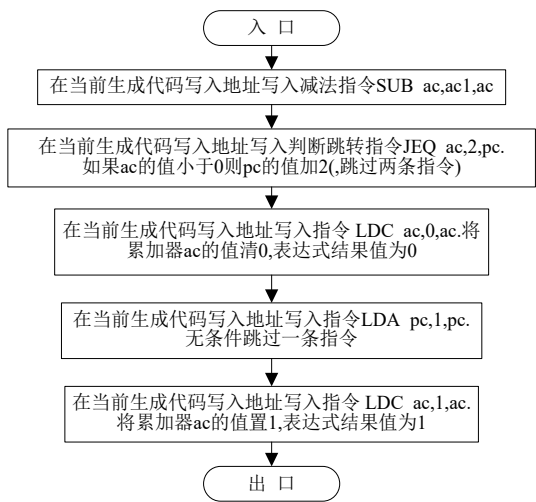 入 口
在当前生成代码写入地址写入减法指令SUB ac,ac1,ac
在当前生成代码写入地址写入判断跳转指令JEQ ac,2,pc.
如果ac的值小于0则pc的值加2(,跳过两条指令)
在当前生成代码写入地址写入指令 LDC ac,0,ac.将
累加器ac的值清0,表达式结果值为0
在当前生成代码写入地址写入指令LDA pc,1,pc.
无条件跳过一条指令
在当前生成代码写入地址写入指令 LDC ac,1,ac.
将累加器ac的值置1,表达式结果值为1
出 口